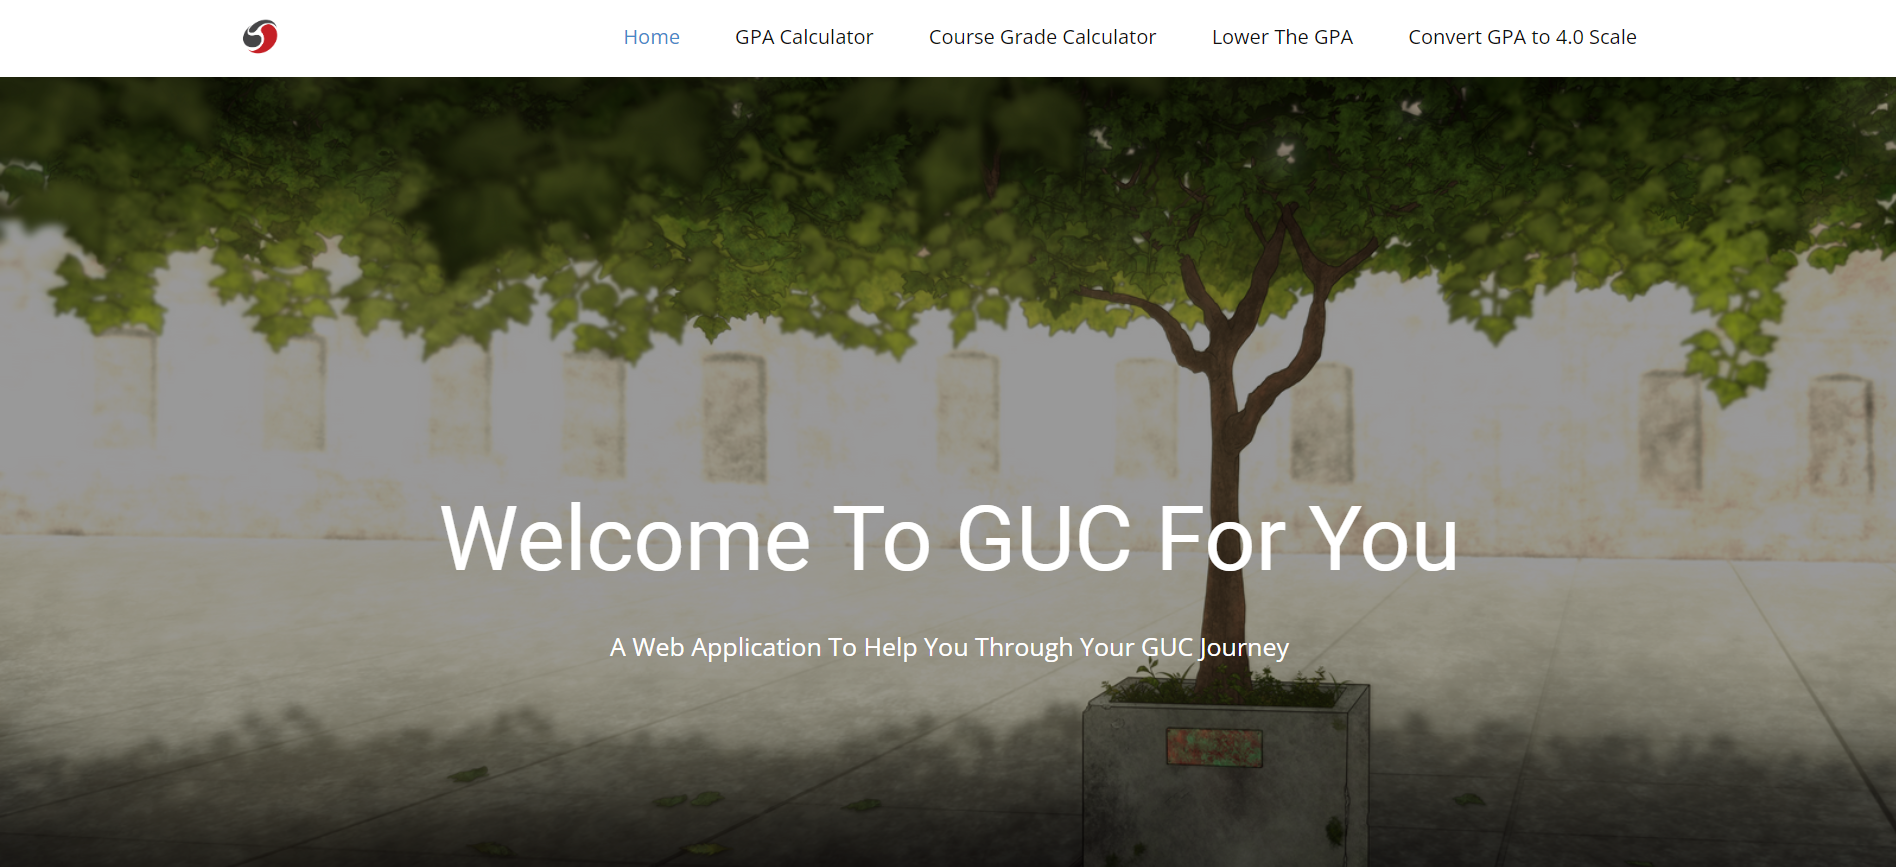 Home GPA Calculator Course Grade Calculator Lower The GPA Convert GPA to 4.0 Scale
Welcome To GUC For You
A Web Application To Help You Through Your GUC Journey